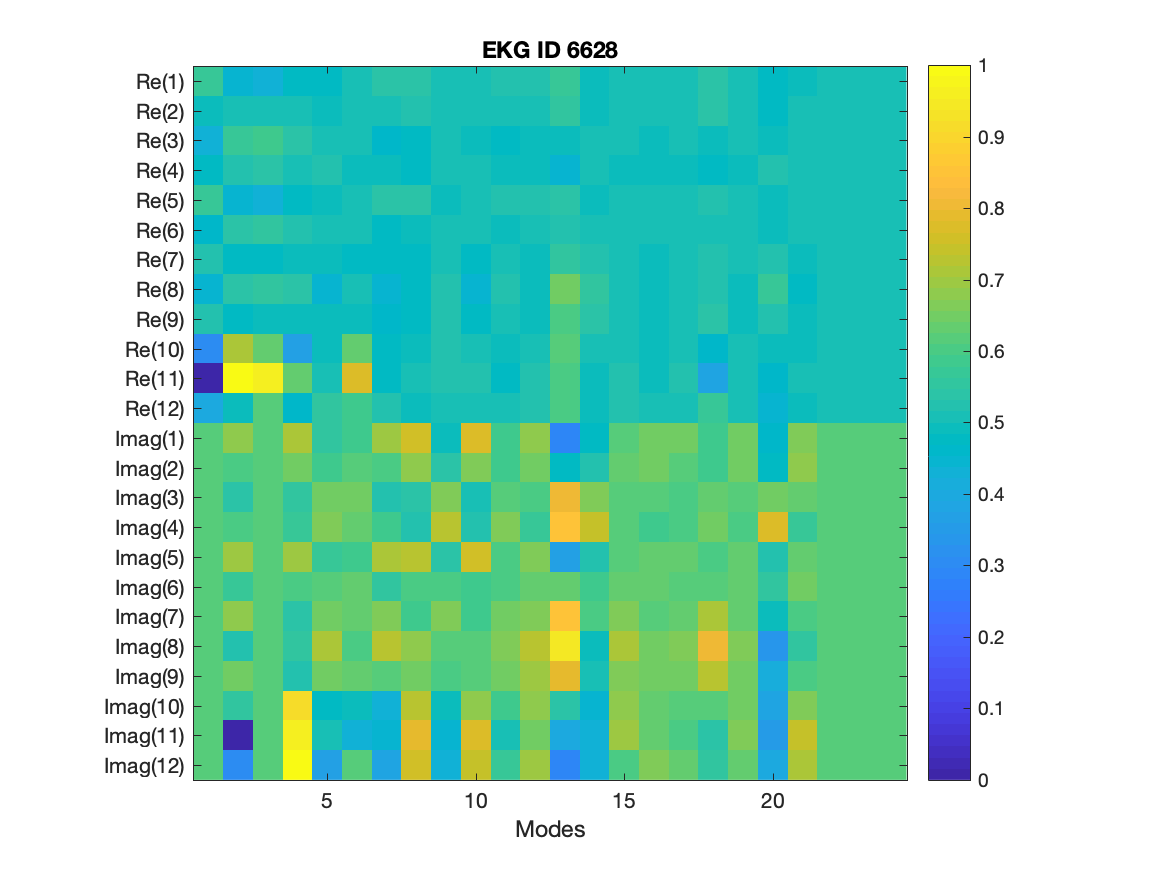 EKG ID 6628
Re(1)
Re(2)
Re(3)
Re(4)
Re(5)
Re(6)
Re(7)
Re(8)
Re(9)
Re(10)
Re(11)
Re(12)
Imag(1)
Imag(2)
Imag(3)
Imag(4)
Imag(5)
Imag(6)
Imag(7)
Imag(8)
Imag(9)
Imag(10)
Imag(11)
Imag(12)
5 10 15 20
Modes
1
0.9
0.8
0.7
0.6
0.5
0.4
0.3
0.2
0.1
0